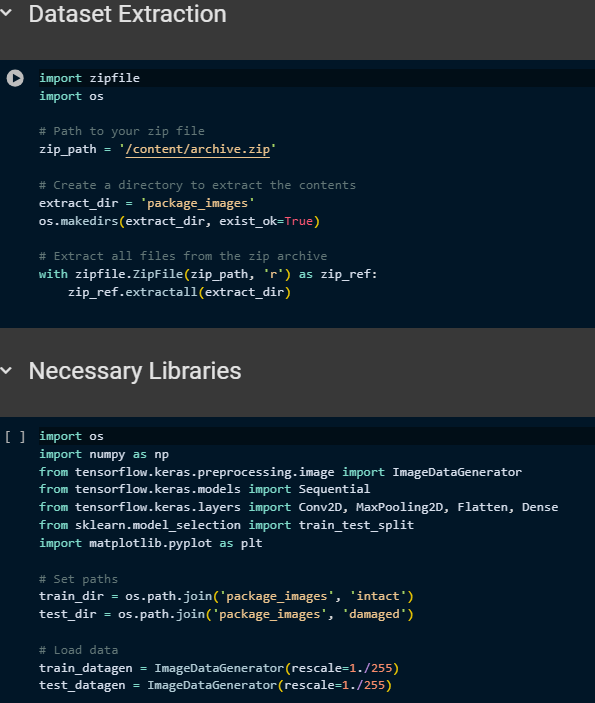 Dataset Extraction
import zipfile
import os
# Path to your zip file
zip_path = '/content/archive.zip'
# Create a directory to extract the contents
extract_dir = 'package_images'
os.makedirs(extract_dir, exist_ok=True)
# Extract all files from the zip archive
with zipfile.ZipFile(zip_path, 'r') as zip_ref:
    zip_ref.extractall(extract_dir)
Necessary Libraries
[ ] import os
import numpy as np
from tensorflow.keras.preprocessing.image import ImageDataGenerator
from tensorflow.keras.models import Sequential
from tensorflow.keras.layers import Conv2D, MaxPooling2D, Flatten, Dense
from sklearn.model_selection import train_test_split
import matplotlib.pyplot as plt
# Set paths
train_dir = os.path.join('package_images', 'intact')
test_dir = os.path.join('package_images', 'damaged')
# Load data
train_datagen = ImageDataGenerator(rescale=1./255)
test_datagen = ImageDataGenerator(rescale=1./255)